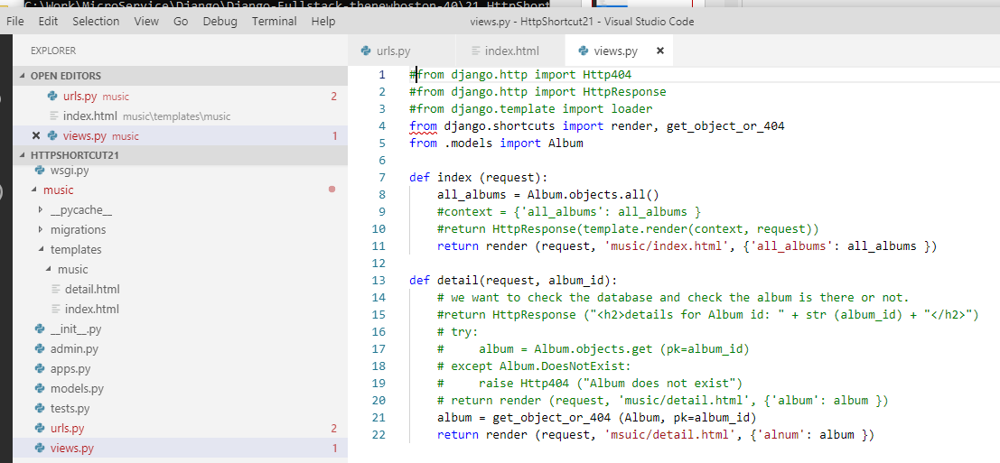 C:\Work\MicroService\Django\Django-Fullstack-thenewboston-40\21 HttpShort
File Edit Selection View Go Debug Terminal Help views.py - HttpShortcut21 - Visual Studio Code
EXPLORER
OPEN EDITORS
urls.py music 2
index.html music\templates\music
views.py music 1
HTTPSHORTCUT21
wsgi.py
music
__pycache__
migrations
templates
music
detail.html
index.html
__init__.py
admin.py
apps.py
models.py
tests.py
urls.py 2
views.py 1
urls.py index.html views.py
1 #from django.http import Http404
2 #from django.http import HttpResponse
3 #from django.template import loader
4 from django.shortcuts import render, get_object_or_404
5 from .models import Album
6
7 def index (request):
8 all_albums = Album.objects.all()
9 #context = {'all_albums': all_albums }
10 #return HttpResponse(template.render(context, request))
11 return render (request, 'music/index.html', {'all_albums': all_albums })
12
13 def detail(request, album_id):
14 # we want to check the database and check the album is there or not.
15 #return HttpResponse ("<h2>details for Album id: " + str (album_id) + "</h2>")
16 # try:
17 # album = Album.objects.get (pk=album_id)
18 # except Album.DoesNotExist:
19 # raise Http404 ("Album does not exist")
20 # return render (request, 'music/detail.html', {'album': album })
21 album = get_object_or_404 (Album, pk=album_id)
22 return render (request, 'msuic/detail.html', {'alnum': album })